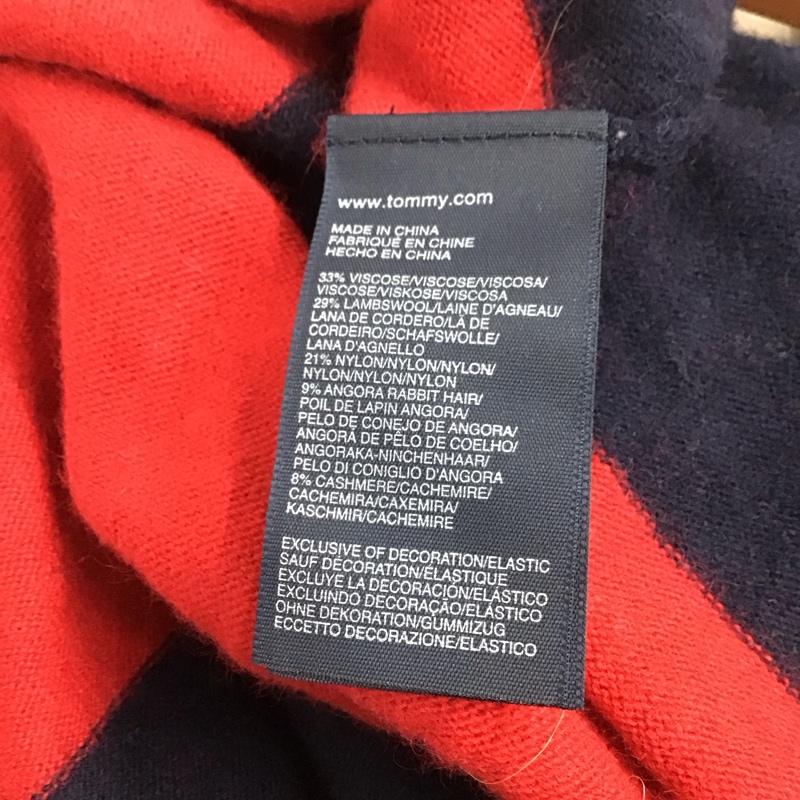 www.tommy.com
MADE IN CHINA
FABRIQUÉ EN CHINE
HECHO EN CHINA
33% VISCOSE/VISCOSE/VISCOSA/
VISCOSE/VISKOSE/VISCOSA
29% LAMBSWOOL/LAINE D'AGNEAU/
LANA DE CORDERO/LÃ DE
CORDEIRO/SCHAFSWOLLE/
LANA D'AGNELLO
21% NYLON/NYLON/NYLON/
NYLON/NYLON/NYLON
9% ANGORA RABBIT HAIR/
POIL DE LAPIN ANGORA/
PELO DE CONEJO DE ANGORA/
ANGORÁ DE PÊLO DE COELHO/
ANGORAKA-NINCHENHAAR/
PELO DI CONIGLIO D'ANGORA
8% CASHMERE/CACHEMIRE/
CACHEMIRA/CAXEMIRA/
KASCHMIR/CACHEMIRE
EXCLUSIVE OF DECORATION/ELASTIC
SAUF DÉCORATION/ÉLASTIQUE
EXCLUYE LA DECORACIÓN/ELÁSTICO
EXCLUINDO DECORAÇÃO/ELÁSTICO
OHNE DEKORATION/GUMMIZUG
ECCETTO DECORAZIONE/ELASTICO